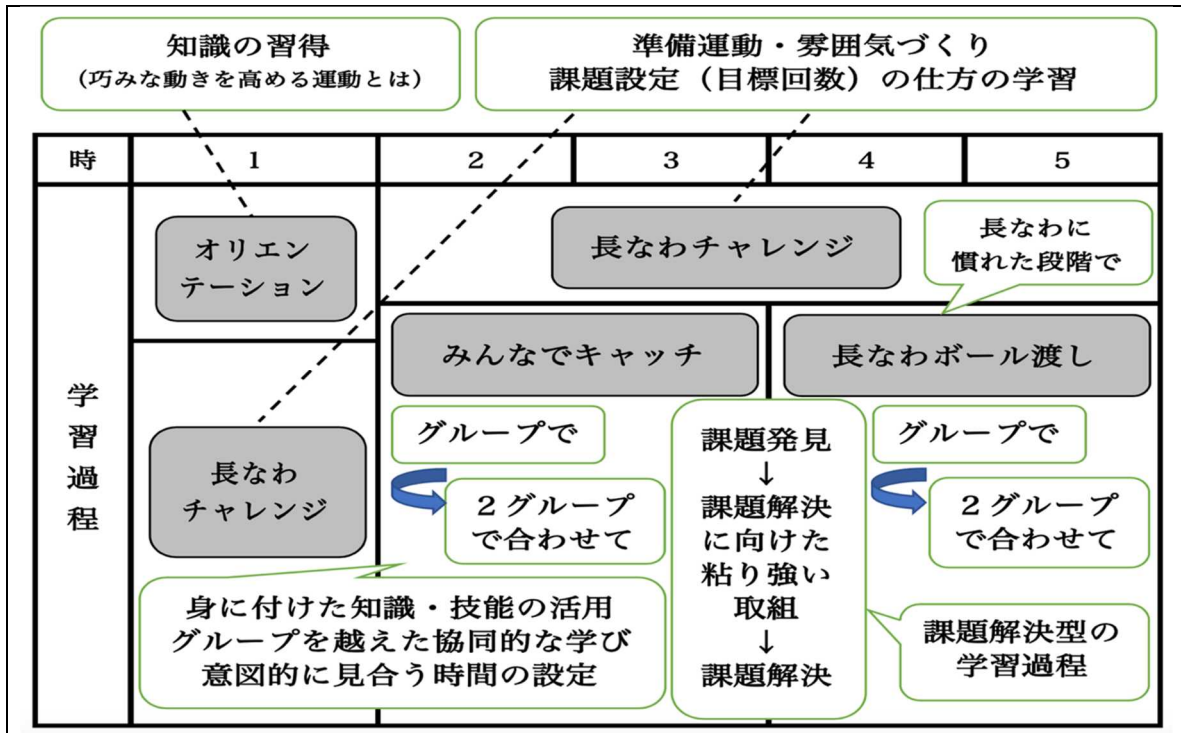 知識の習得
(巧みな動きを高める運動とは)
準備運動・雰囲気づくり
課題設定（目標回数）の仕方の学習
時
1
2
3
4
5
学習過程
オリエン
テーション
長なわチャレンジ
長なわに
慣れた段階で
みんなでキャッチ
長なわボール渡し
長なわ
チャレンジ
グループで
２グループ
で合わせて
課題発見
↓
課題解決
に向けた
粘り強い
取組
↓
課題解決
グループで
２グループ
で合わせて
身に付けた知識・技能の活用
グループを越えた協同的な学び
意図的に見合う時間の設定
課題解決型の
学習過程